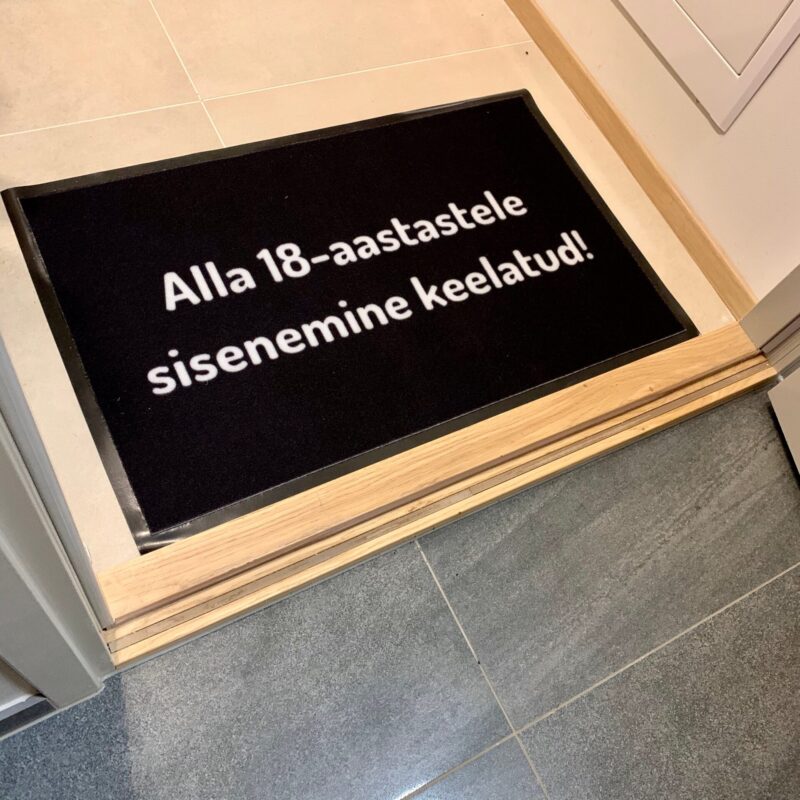 Alla 18-aastastele
sisenemine keelatud!